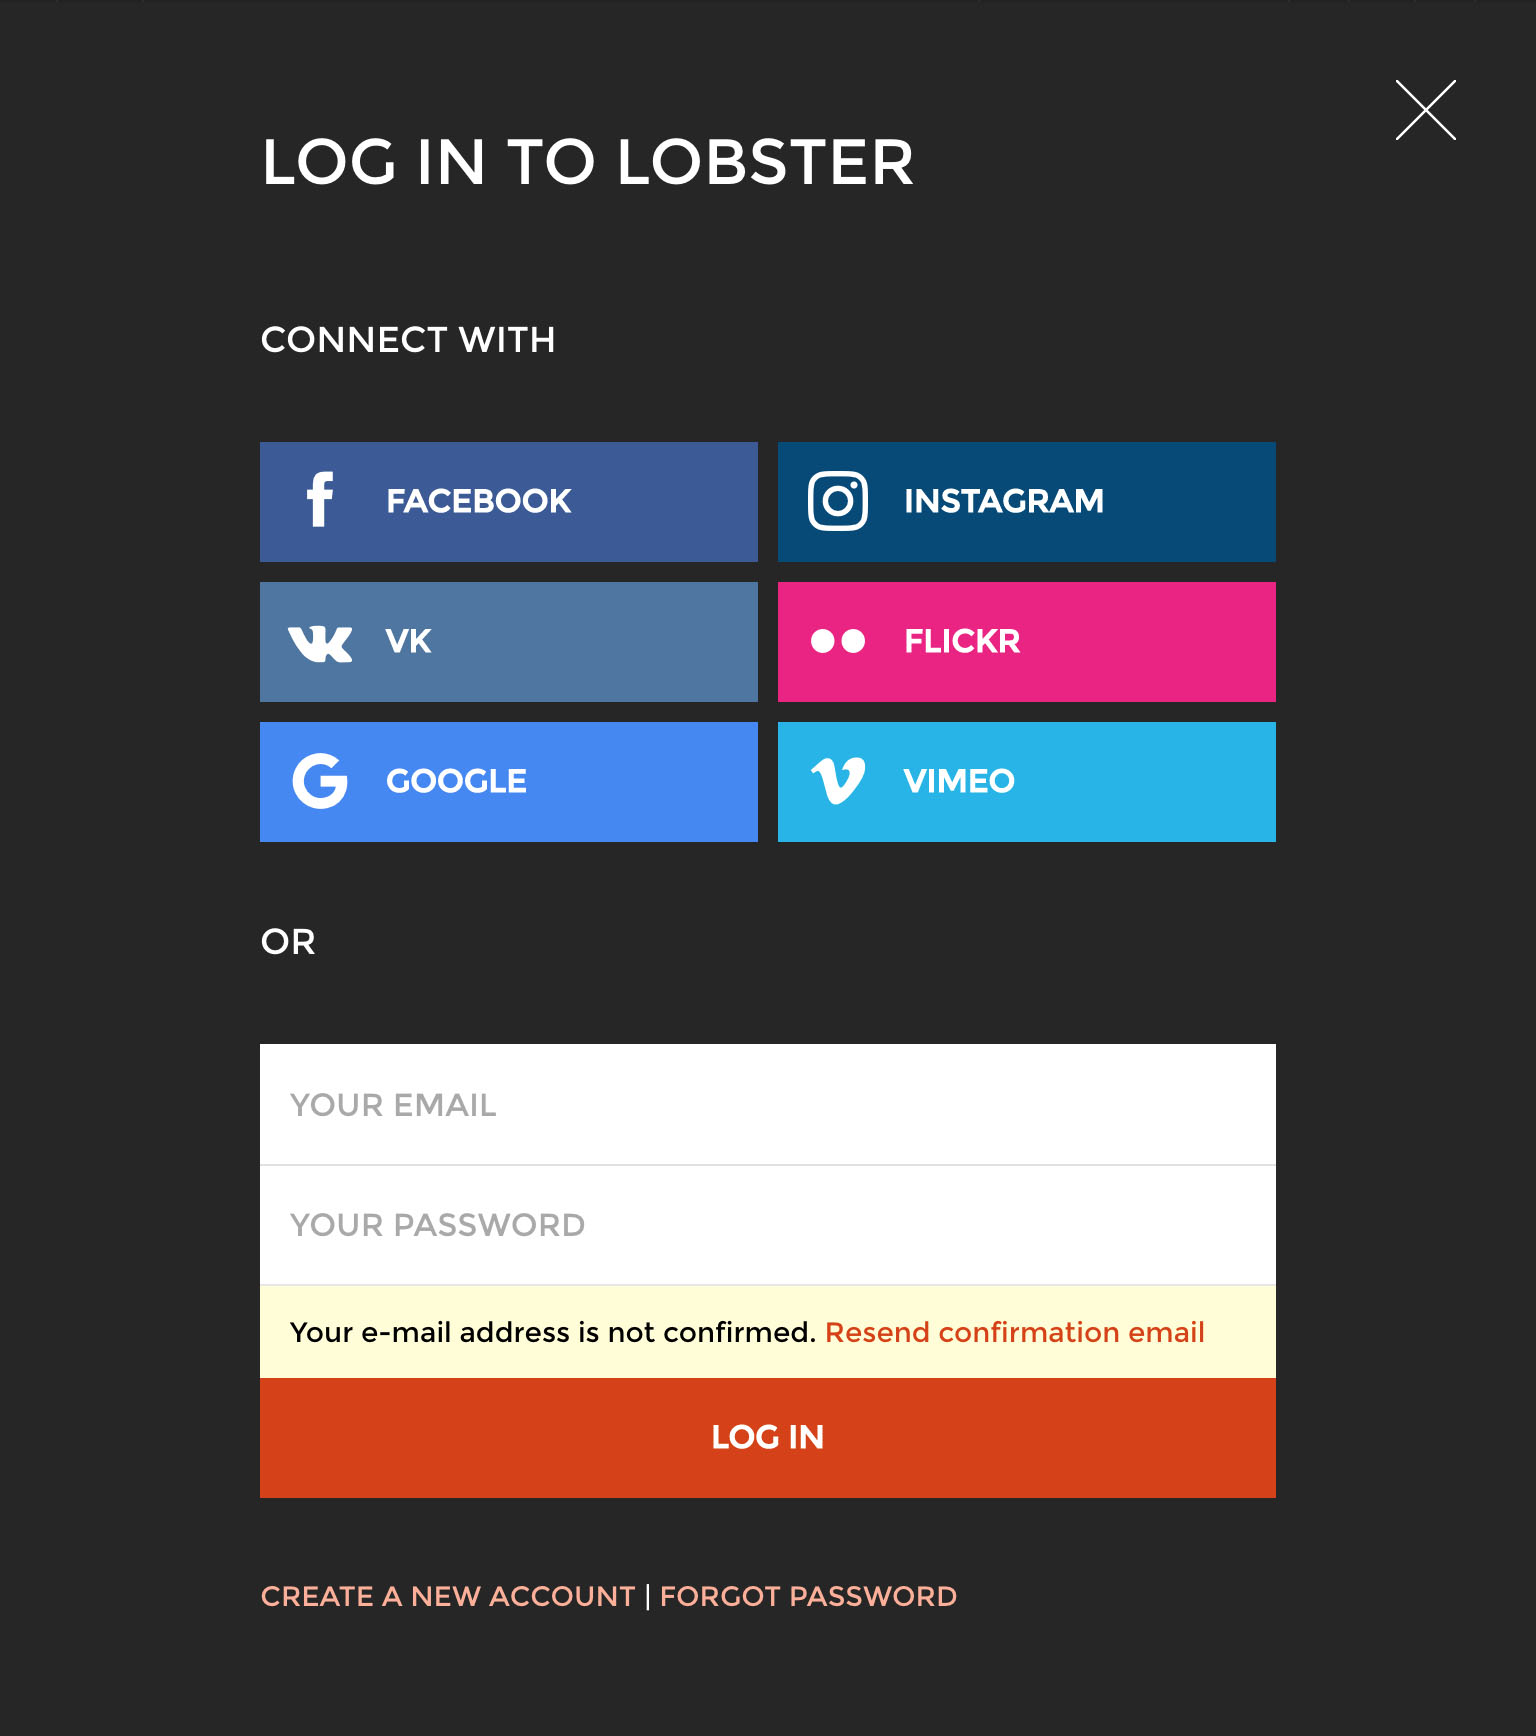 LOG IN TO LOBSTER
CONNECT WITH
FACEBOOK
INSTAGRAM
VK
FLICKR
GOOGLE
VIMEO
OR
YOUR EMAIL
YOUR PASSWORD
Your e-mail address is not confirmed. Resend confirmation email
LOG IN
CREATE A NEW ACCOUNT | FORGOT PASSWORD